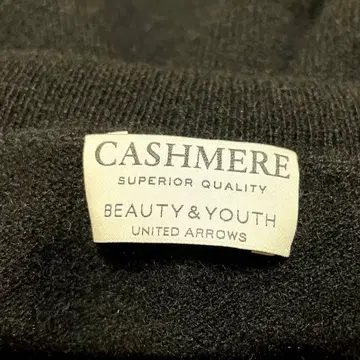 CASHMERE
SUPERIOR QUALITY
BEAUTY & YOUTH
UNITED ARROWS